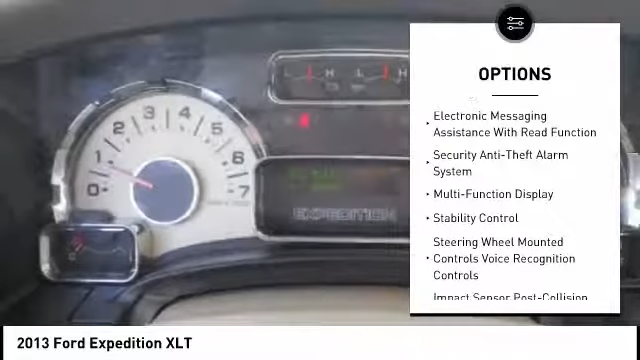 L H L H
0 1 2 3 4 5 6 7
EXPEDITION
OPTIONS
Electronic Messaging
Assistance With Read Function
Security Anti-Theft Alarm
System
Multi-Function Display
Stability Control
Steering Wheel Mounted
Controls Voice Recognition
Controls
Impact Sensor Post-Collision
2013 Ford Expedition XLT